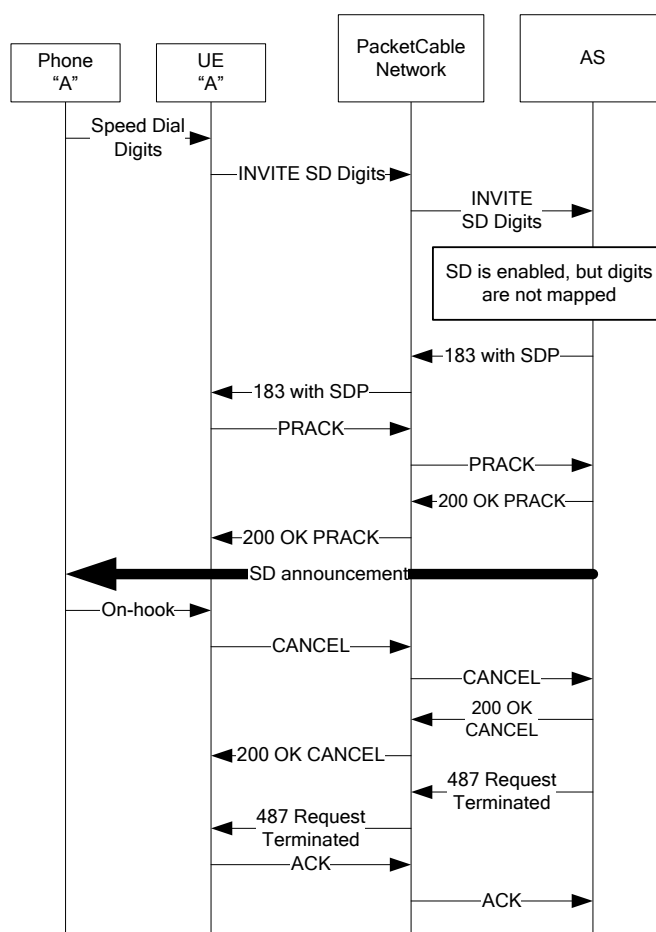 Phone
“A”
UE
“A”
PacketCable
Network
AS
Speed Dial
Digits
INVITE SD Digits
INVITE
SD Digits
SD is enabled, but digits
are not mapped
183 with SDP
183 with SDP
PRACK
PRACK
200 OK PRACK
200 OK PRACK
SD announcement
On-hook
CANCEL
CANCEL
200 OK
CANCEL
200 OK CANCEL
487 Request
Terminated
487 Request
Terminated
ACK
ACK